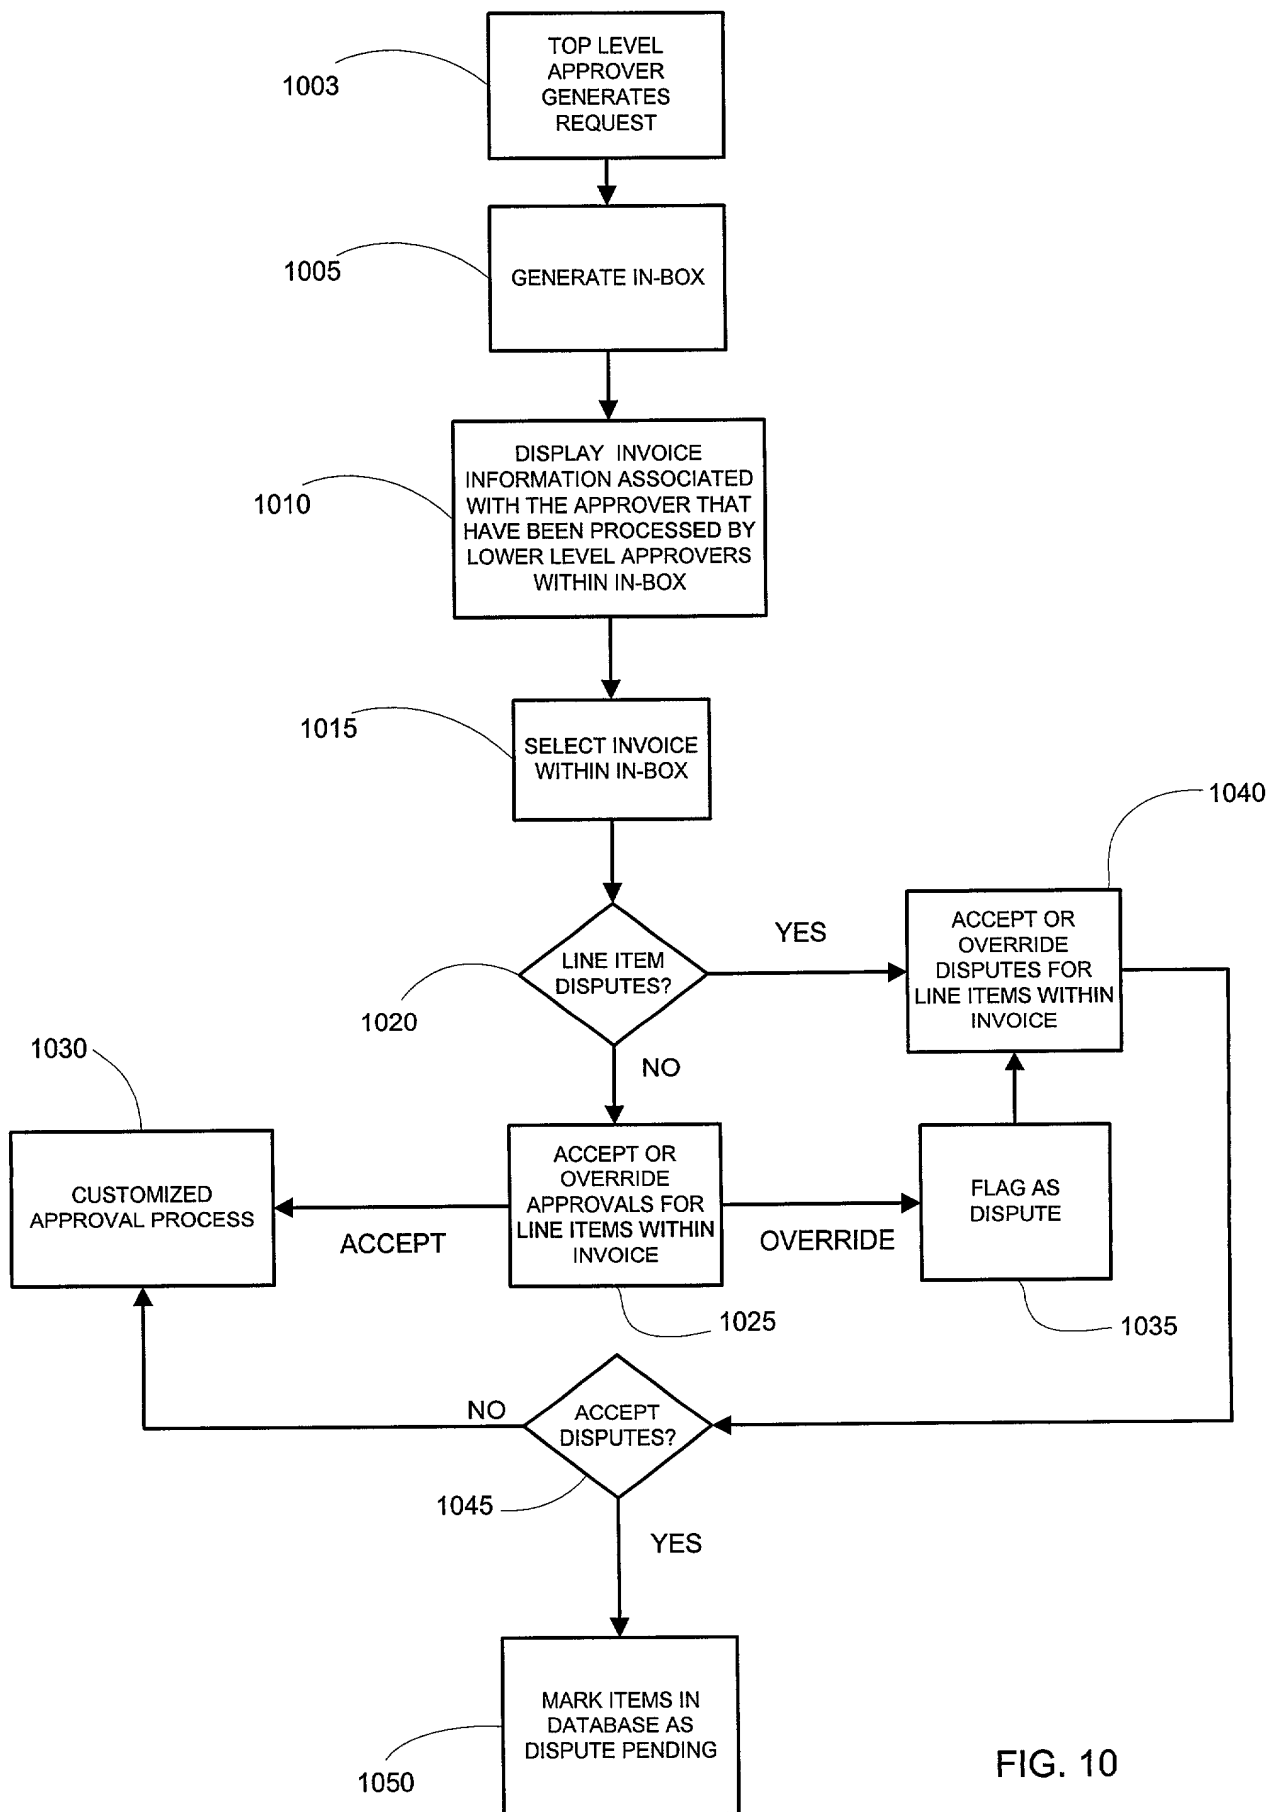 TOP LEVEL
APPROVER
GENERATES
REQUEST
1003
GENERATE IN-BOX
1005
DISPLAY INVOICE
INFORMATION ASSOCIATED
WITH THE APPROVER THAT
HAVE BEEN PROCESSED BY
LOWER LEVEL APPROVERS
WITHIN IN-BOX
1010
1015
SELECT INVOICE
WITHIN IN-BOX
1040
LINE ITEM
DISPUTES?
YES
ACCEPT OR
OVERRIDE
DISPUTES FOR
LINE ITEMS WITHIN
INVOICE
1020
NO
1030
CUSTOMIZED
APPROVAL PROCESS
ACCEPT
ACCEPT OR
OVERRIDE
APPROVALS FOR
LINE ITEMS WITHIN
INVOICE
OVERRIDE
FLAG AS
DISPUTE
1025
1035
NO
ACCEPT
DISPUTES?
1045
YES
MARK ITEMS IN
DATABASE AS
DISPUTE PENDING
1050
FIG. 10